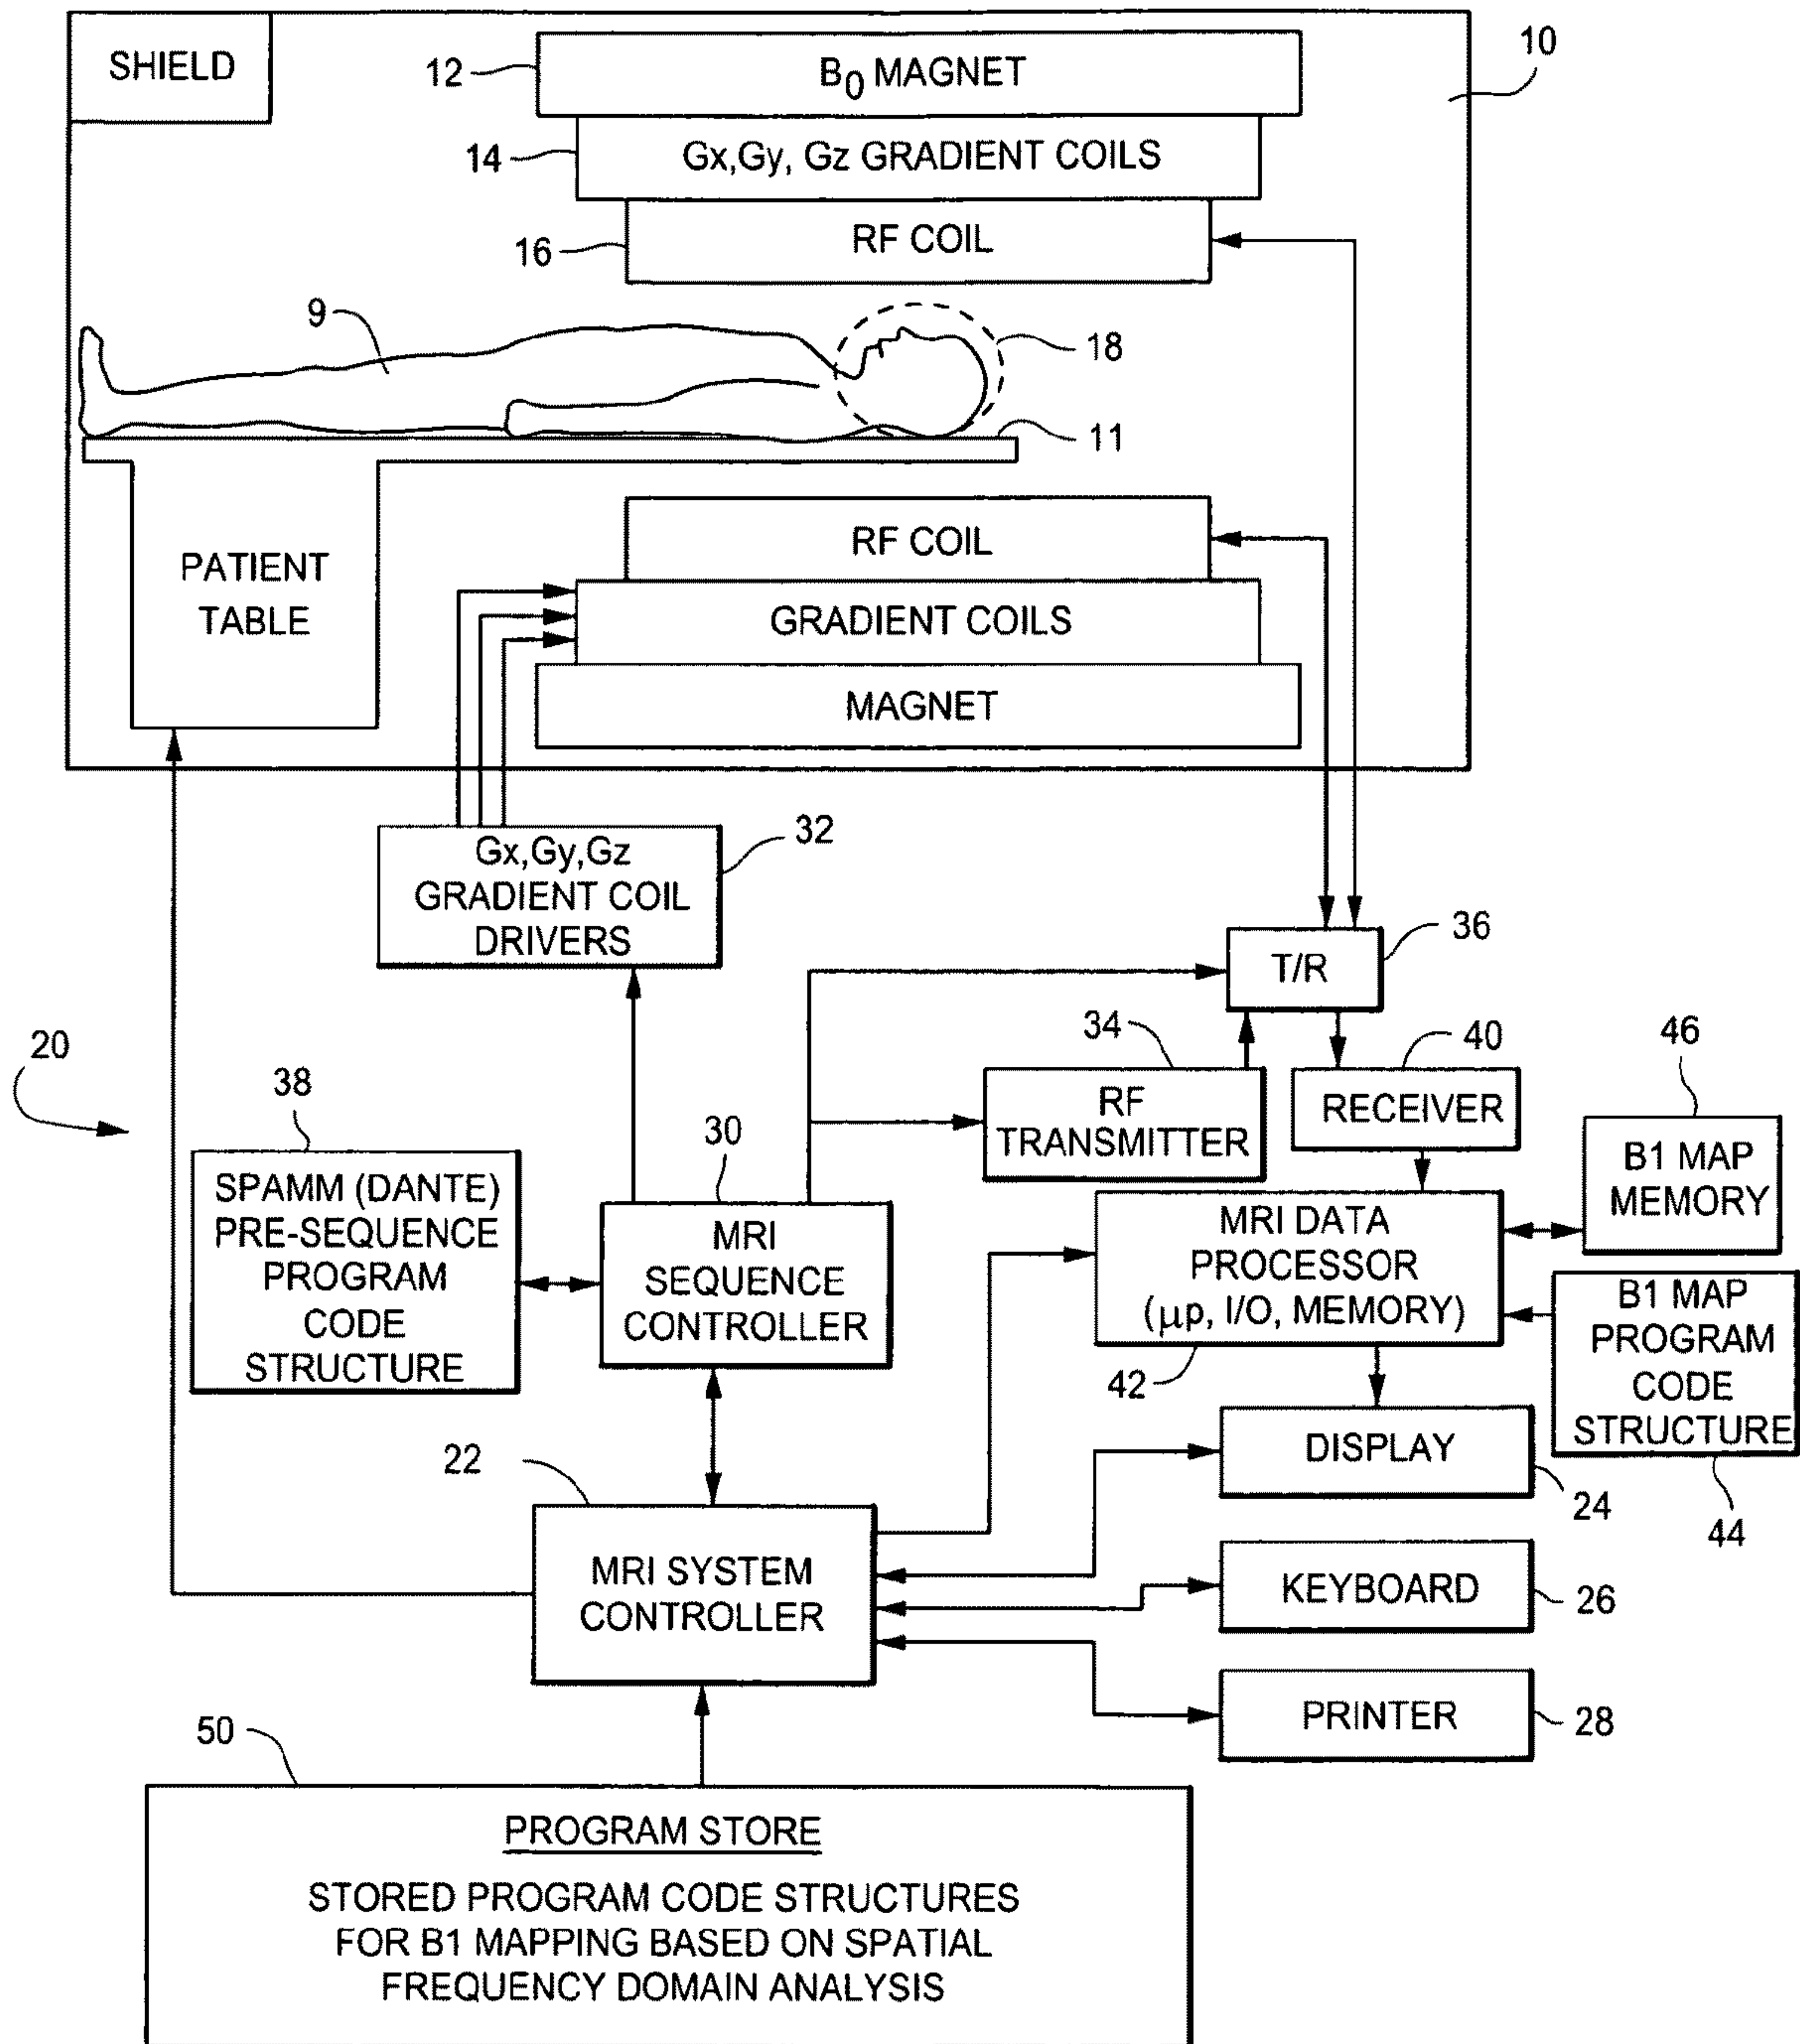 SHIELD
10
12
B0 MAGNET
14
Gx,Gy, Gz GRADIENT COILS
16
RF COIL
9
18
11
PATIENT
TABLE
RF COIL
GRADIENT COILS
MAGNET
Gx,Gy,Gz
GRADIENT COIL
DRIVERS
32
36
T/R
20
38
SPAMM (DANTE)
PRE-SEQUENCE
PROGRAM
CODE
STRUCTURE
30
MRI
SEQUENCE
CONTROLLER
34
RF
TRANSMITTER
40
RECEIVER
46
B1 MAP
MEMORY
MRI DATA
PROCESSOR
(µp, I/O, MEMORY)
42
B1 MAP
PROGRAM
CODE
STRUCTURE
44
22
MRI SYSTEM
CONTROLLER
DISPLAY
24
KEYBOARD
26
PRINTER
28
50
PROGRAM STORE
STORED PROGRAM CODE STRUCTURES
FOR B1 MAPPING BASED ON SPATIAL
FREQUENCY DOMAIN ANALYSIS